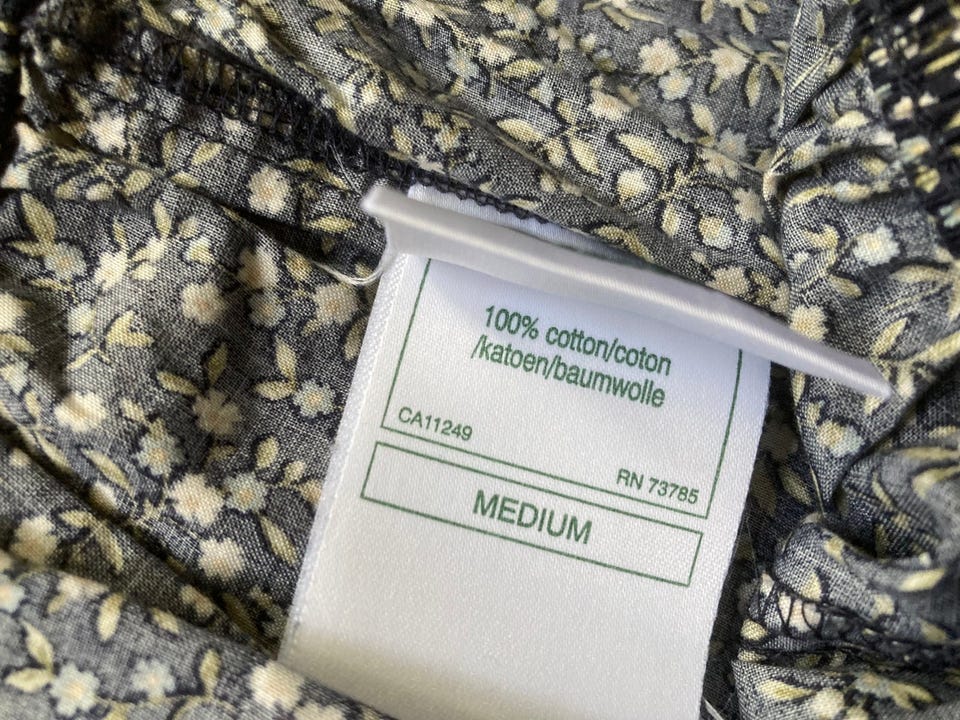 100% cotton/coton
/katoen/baumwolle
CA11249
RN 73785
MEDIUM